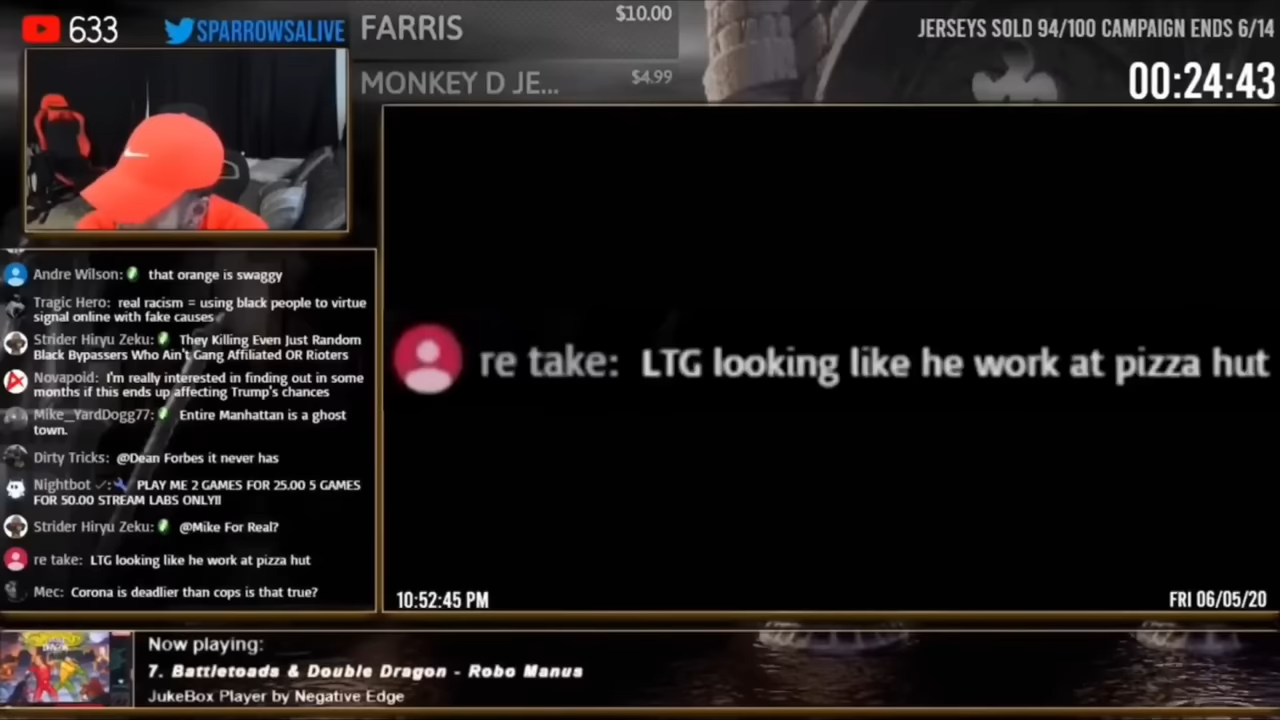 633
SPARROWSALIVE
FARRIS
$10.00
MONKEY D JE...
$4.99
JERSEYS SOLD 94/100 CAMPAIGN ENDS 6/14
00:24:43
Andre Wilson: that orange is swaggy
Tragic Hero: real racism = using black people to virtue
signal online with fake causes
Strider Hiryu Zeku: They Killing Even Just Random
Black Bypassers Who Ain't Gang Affiliated OR Rioters
Novapoid: I'm really interested in finding out in some
months if this ends up affecting Trump's chances
Mike_YardDogg77: Entire Manhattan is a ghost
town.
Dirty Tricks: @Dean Forbes it never has
Nightbot ✓: PLAY ME 2 GAMES FOR 25.00 5 GAMES
FOR 50.00 STREAM LABS ONLY!!
Strider Hiryu Zeku: @Mike For Real?
re take: LTG looking like he work at pizza hut
Mec: Corona is deadlier than cops is that true?
re take: LTG looking like he work at pizza hut
10:52:45 PM
FRI 06/05/20
Now playing:
7. Battletoads & Double Dragon - Robo Manus
JukeBox Player by Negative Edge